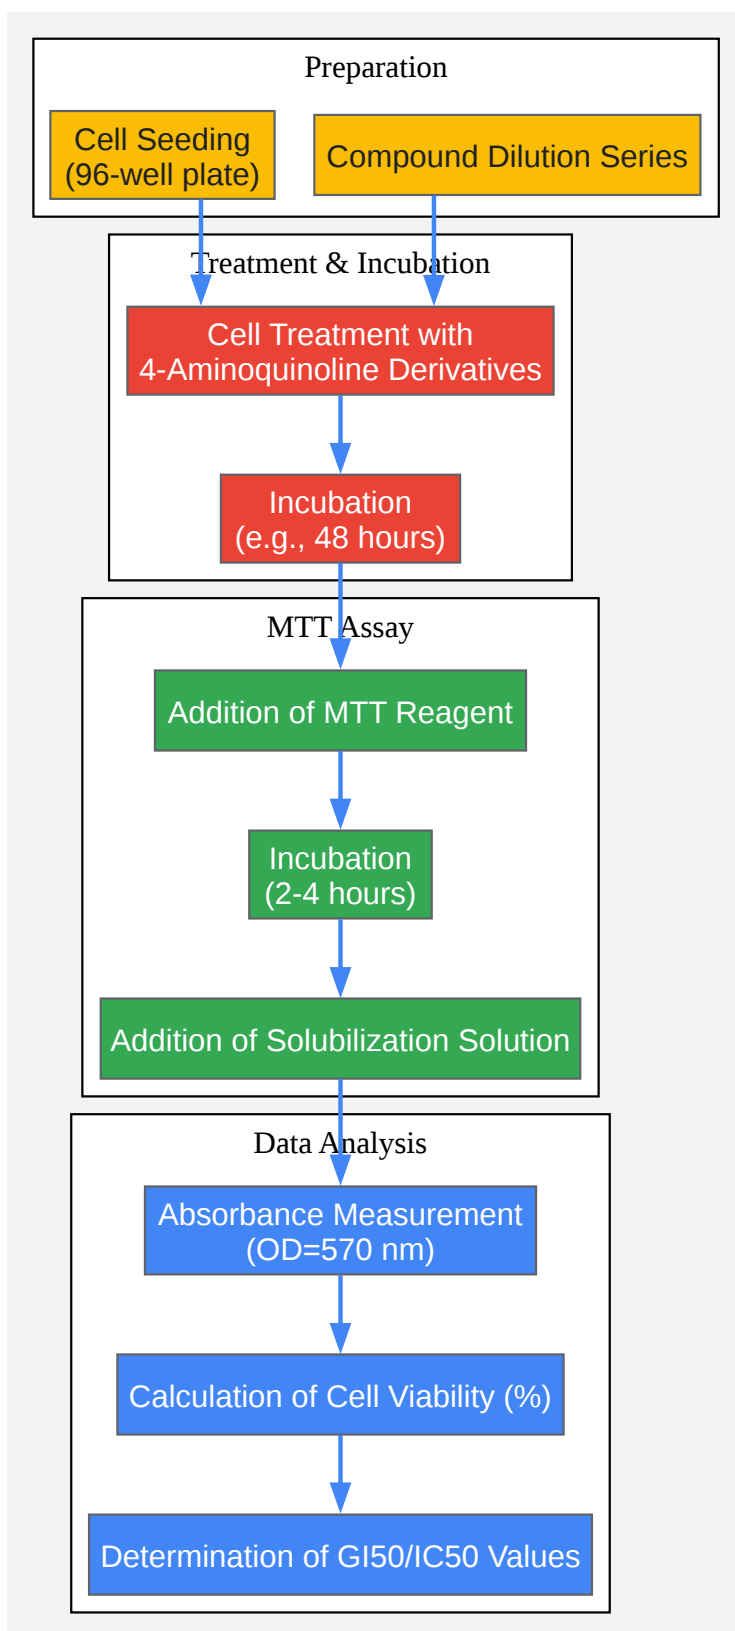 Preparation
Cell Seeding
(96-well plate)
Compound Dilution Series
Treatment & Incubation
Cell Treatment with
4-Aminoquinoline Derivatives
Incubation
(e.g., 48 hours)
MTT Assay
Addition of MTT Reagent
Incubation
(2-4 hours)
Addition of Solubilization Solution
Data Analysis
Absorbance Measurement
(OD=570 nm)
Calculation of Cell Viability (%)
Determination of GI50/IC50 Values